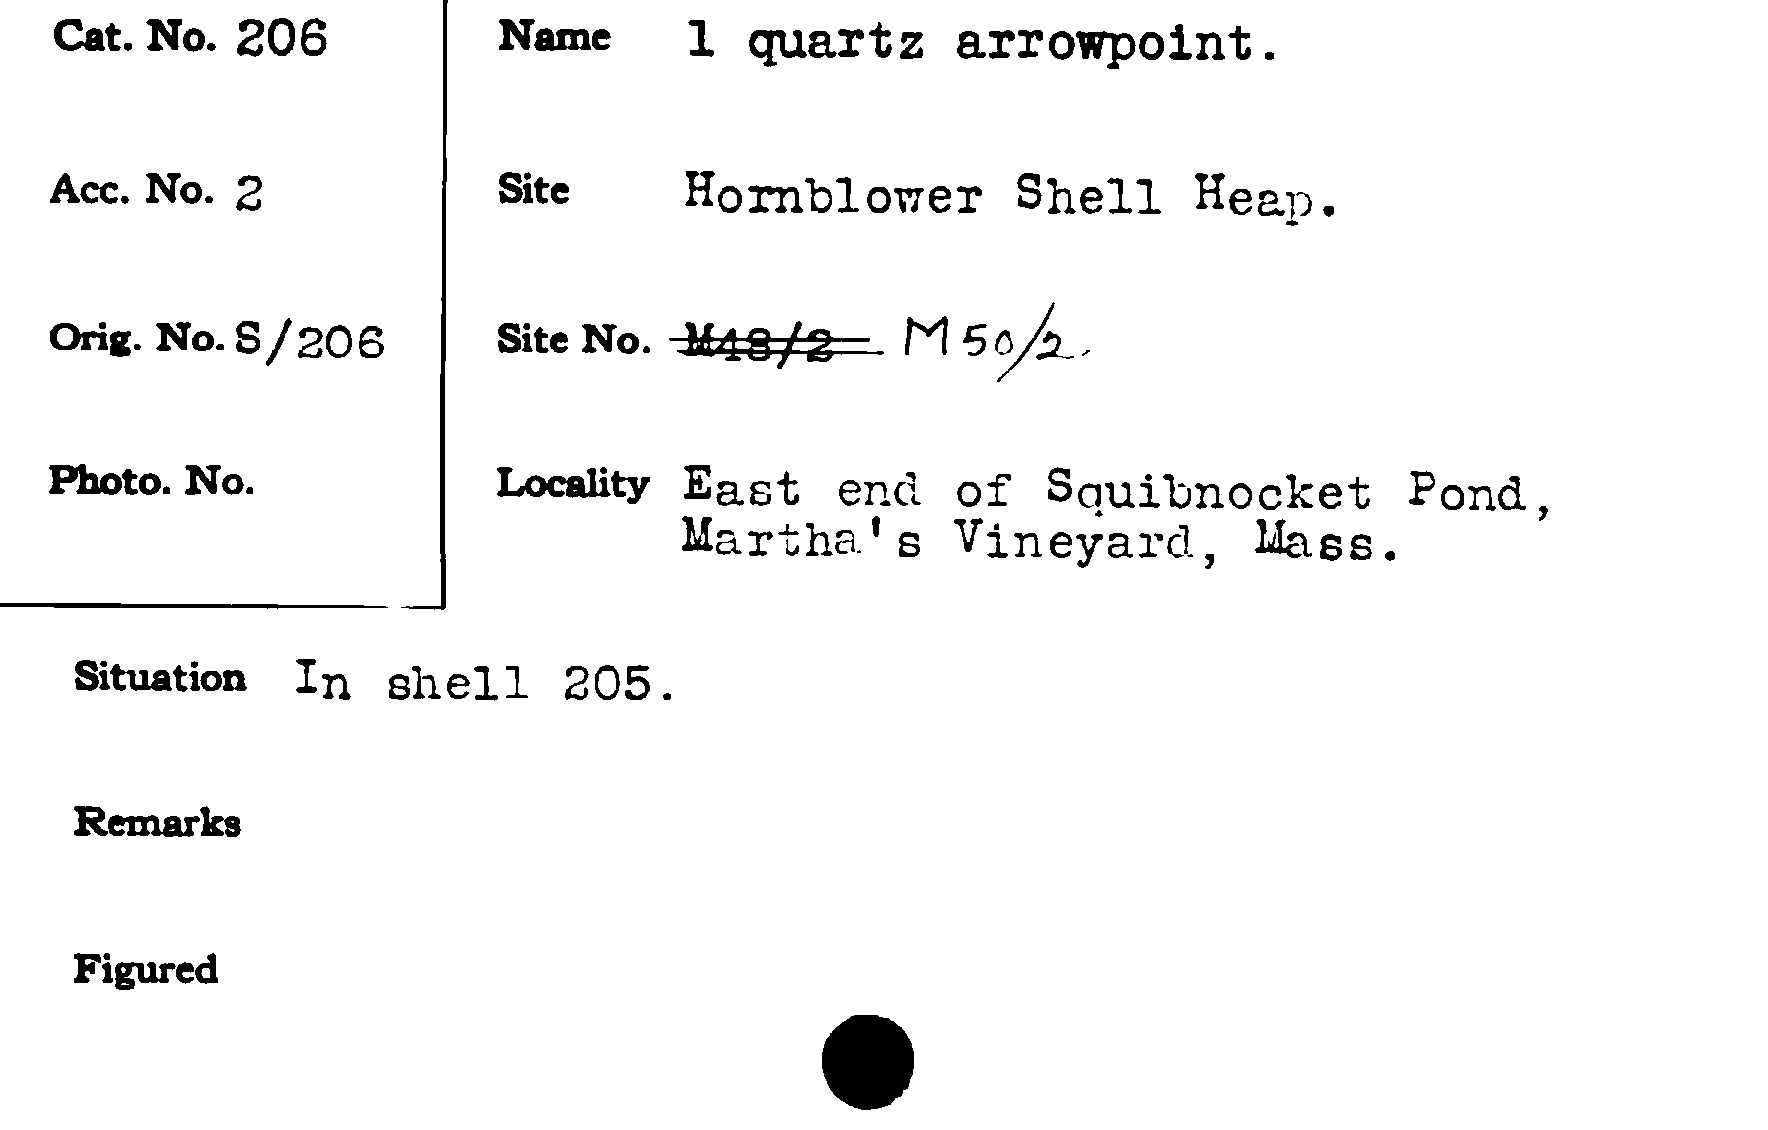 Cat. No. 206
Name 1 quartz arrowpoint.
Acc. No. 2
Site Hornblower Shell Heap.
Orig. No. S/206
Site No. M48/2 M50/2.
Photo. No.
Locality East end of Squibnocket Pond,
Martha's Vineyard, Mass.
Situation In shell 205.
Remarks
Figured